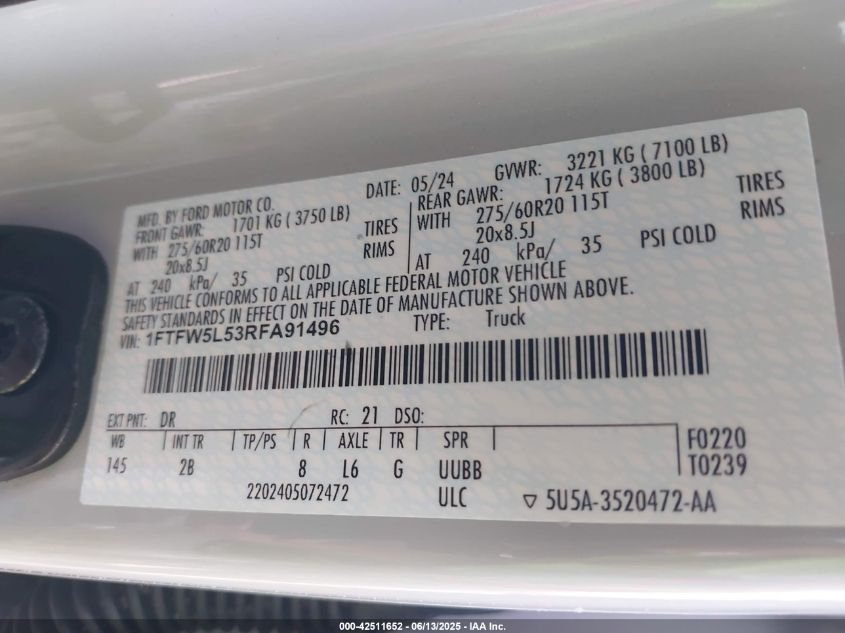 MFD. BY FORD MOTOR CO. DATE: 05/24 GVWR: 3221 KG ( 7100 LB)
FRONT GAWR: 1701 KG ( 3750 LB) REAR GAWR: 1724 KG ( 3800 LB)
WITH 275/60R20 115T TIRES WITH 275/60R20 115T TIRES
20x8.5J RIMS 20x8.5J RIMS
AT 240 kPa/ 35 PSI COLD AT 240 kPa/ 35 PSI COLD
THIS VEHICLE CONFORMS TO ALL APPLICABLE FEDERAL MOTOR VEHICLE
SAFETY STANDARDS IN EFFECT ON THE DATE OF MANUFACTURE SHOWN ABOVE.
VIN: 1FTFW5L53RFA91496 TYPE: Truck
EXT PNT: DR RC: 21 DSO:
WB INT TR TP/PS R AXLE TR SPR F0220
145 2B 8 L6 G UUBB T0239
2202405072472 ULC ▽ 5U5A-3520472-AA
000-42511652 - 06/13/2025 - IAA Inc.